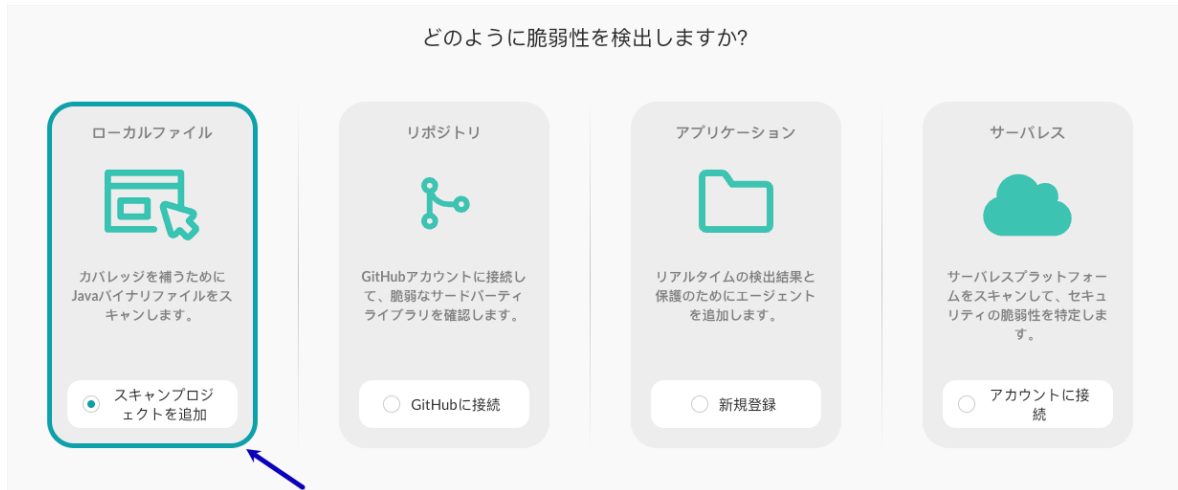 どのように脆弱性を検出しますか?
ローカルファイル
カバレッジを補うために
Javaバイナリファイルをス
キャンします。
スキャンプロジ
ェクトを追加
リポジトリ
GitHubアカウントに接続し
て、脆弱なサードパーティ
ライブラリを確認します。
GitHubに接続
アプリケーション
リアルタイムの検出結果と
保護のためにエージェント
を追加します。
新規登録
サーバレス
サーバレスプラットフォー
ムをスキャンして、セキュ
リティの脆弱性を特定しま
す。
アカウントに接
続